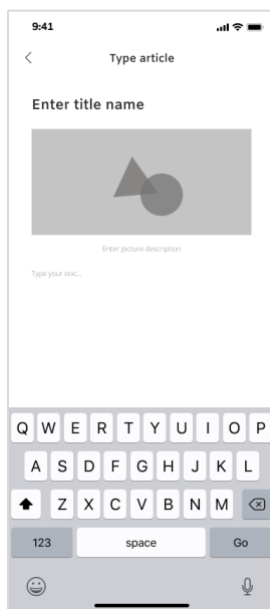 9:41
Type article
Enter title name
Enter picture description
Type your text...
Q W E R T Y U I O P
A S D F G H J K L
Z X C V B N M
123 space Go